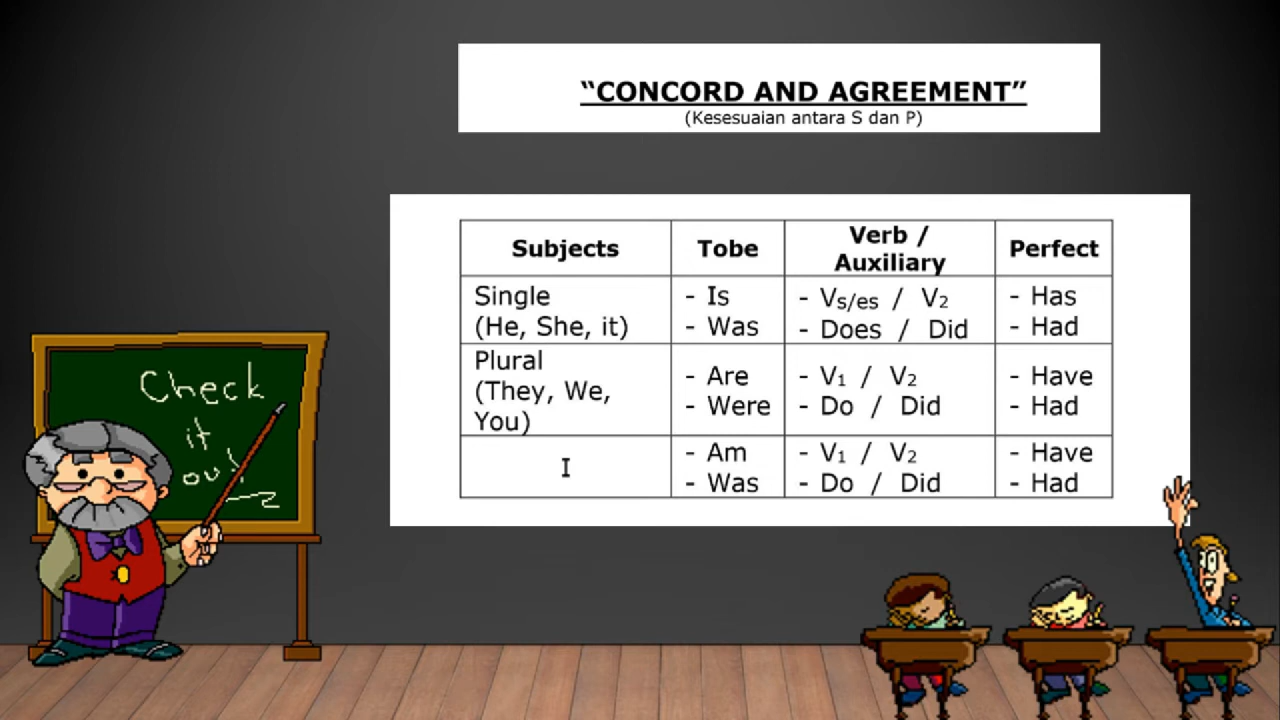 “CONCORD AND AGREEMENT”
(Kesesuaian antara S dan P)
Subjects
Tobe
Verb /
Auxiliary
Perfect
Single
(He, She, it)
- Is
- Was
- Vs/es / V2
- Does / Did
- Has
- Had
Plural
(They, We,
You)
- Are
- Were
- V1 / V2
- Do / Did
- Have
- Had
I
- Am
- Was
- V1 / V2
- Do / Did
- Have
- Had
Check
it
out!